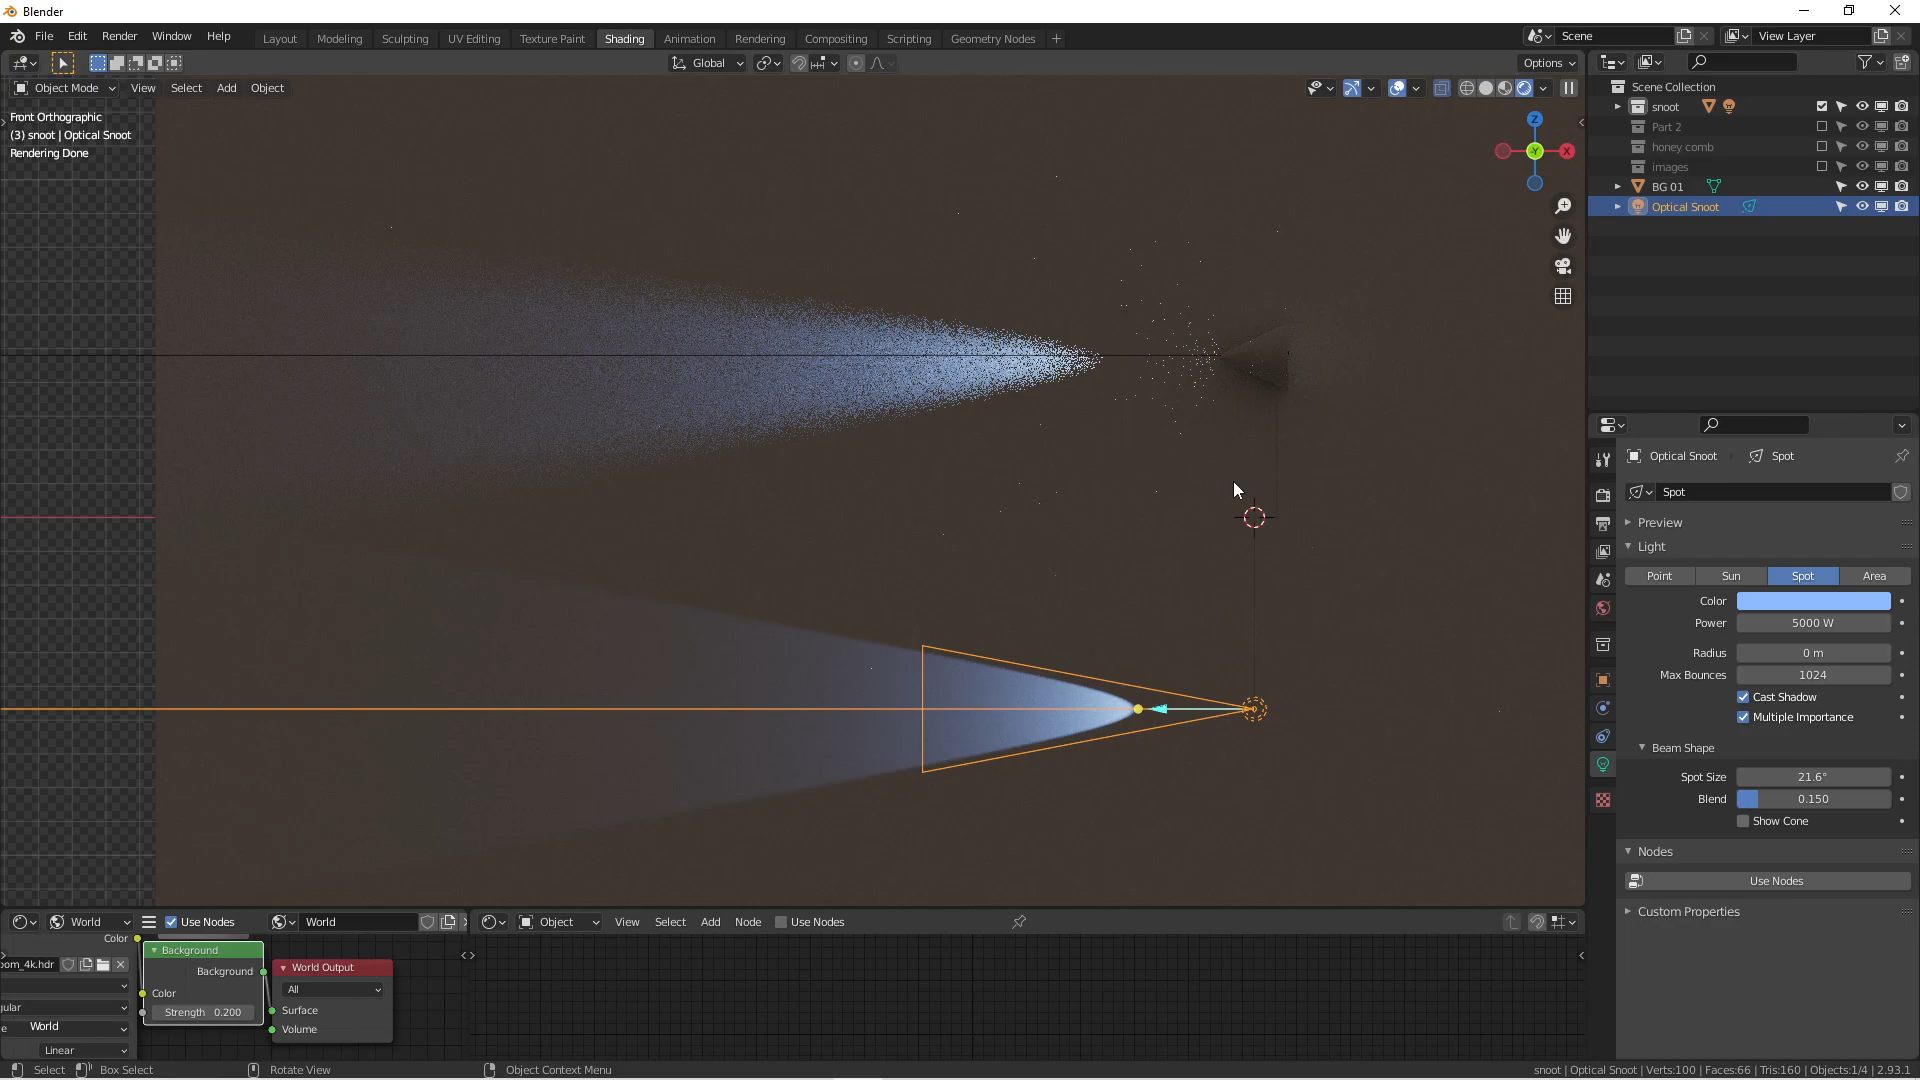 Blender
File Edit Render Window Help
Layout Modeling Sculpting UV Editing Texture Paint Shading Animation Rendering Compositing Scripting Geometry Nodes +
Scene
View Layer
Global
Options
Object Mode View Select Add Object
Front Orthographic
(3) snoot | Optical Snoot
Rendering Done
Z
-Y
X
Scene Collection
snoot
Part 2
honey comb
images
BG 01
Optical Snoot
Optical Snoot Spot
Spot
Preview
Light
Point Sun Spot Area
Color
Power 5000 W
Radius 0 m
Max Bounces 1024
Cast Shadow
Multiple Importance
Beam Shape
Spot Size 21.6°
Blend 0.150
Show Cone
Nodes
Use Nodes
Custom Properties
World Use Nodes World
Object View Select Add Node Use Nodes
Color
oom_4k.hdr
gular
e
World
Linear
Background
Background
Color
Strength 0.200
World Output
All
Surface
Volume
Select Box Select Rotate View Object Context Menu
snoot | Optical Snoot | Verts:100 | Faces:66 | Tris:160 | Objects:1/4 | 2.93.1